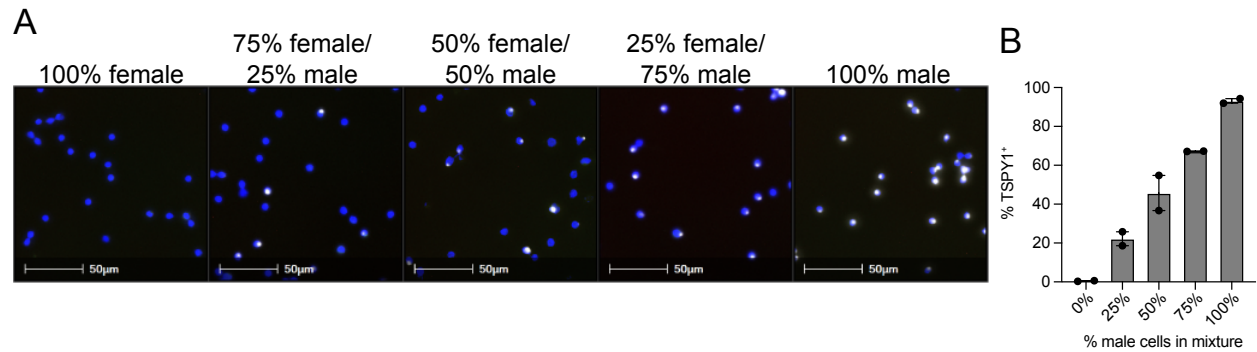 A
100% female
75% female/
25% male
50% female/
50% male
25% female/
75% male
100% male
50μm
50μm
50μm
50μm
50μm
B
% TSPY1+
100
80
60
40
20
0
0%
25%
50%
75%
100%
% male cells in mixture